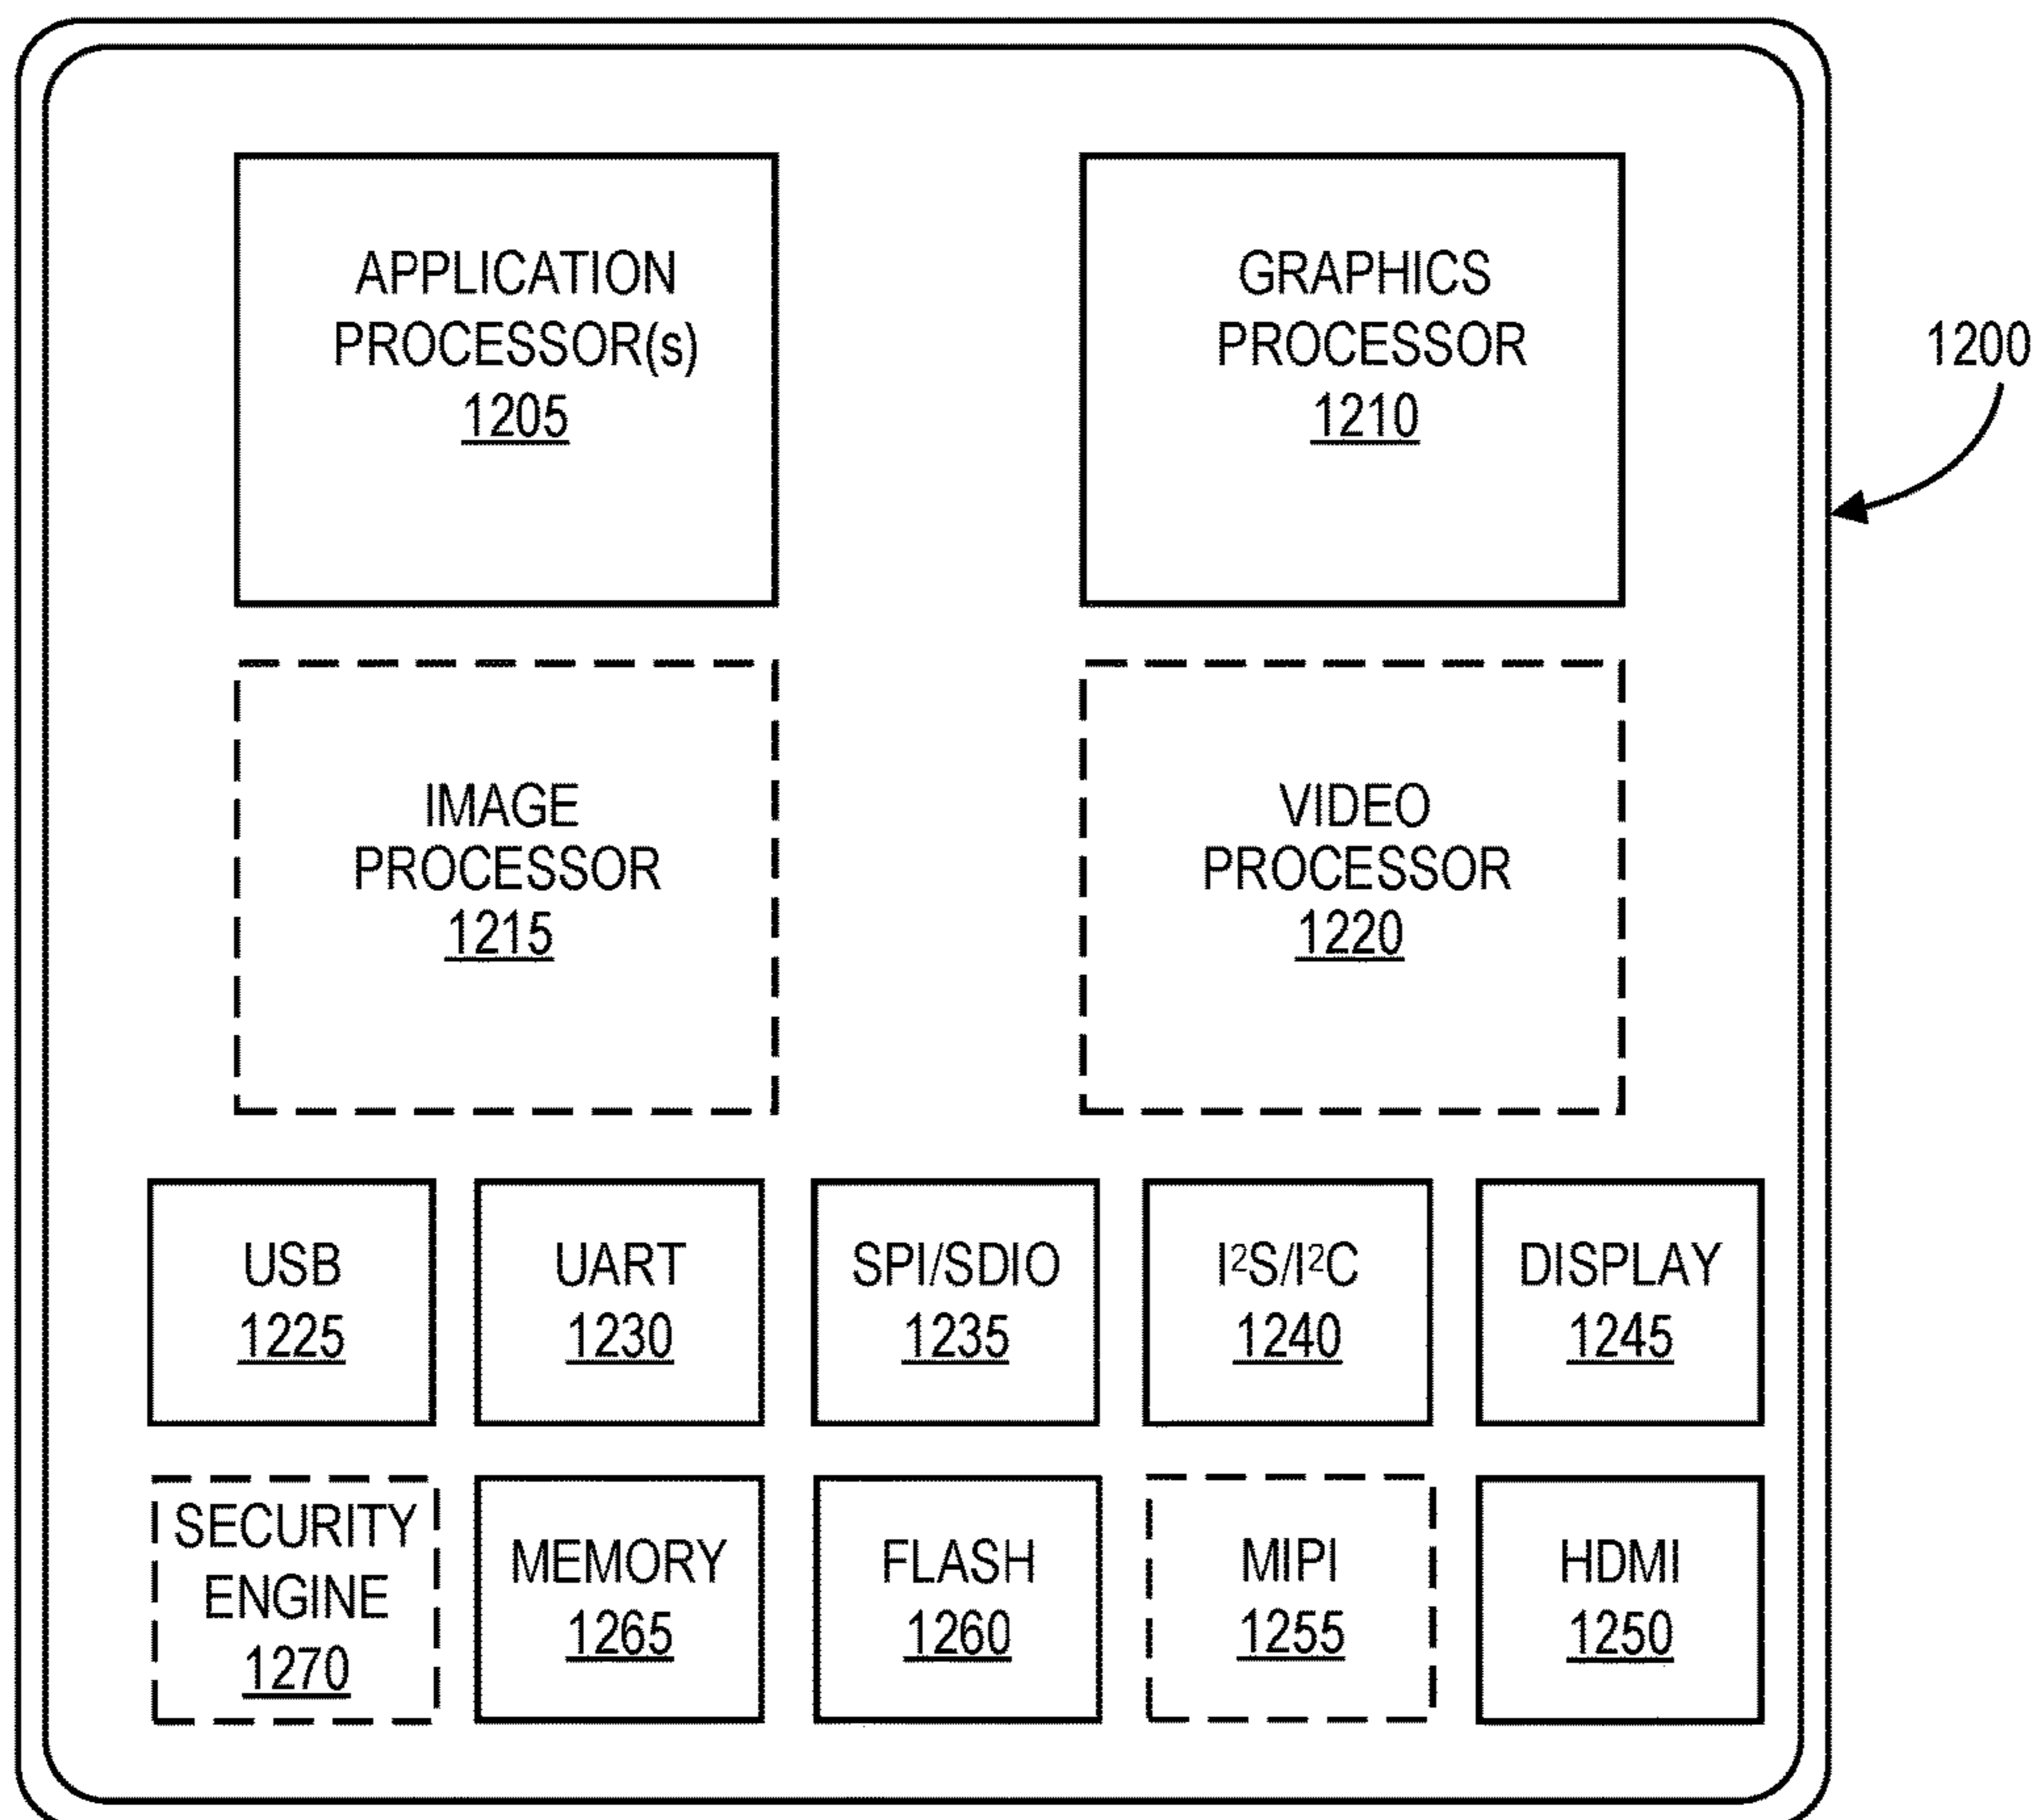 APPLICATION
PROCESSOR(s)
1205
GRAPHICS
PROCESSOR
1210
1200
IMAGE
PROCESSOR
1215
VIDEO
PROCESSOR
1220
USB
1225
UART
1230
SPI/SDIO
1235
I²S/I²C
1240
DISPLAY
1245
SECURITY
ENGINE
1270
MEMORY
1265
FLASH
1260
MIPI
1255
HDMI
1250